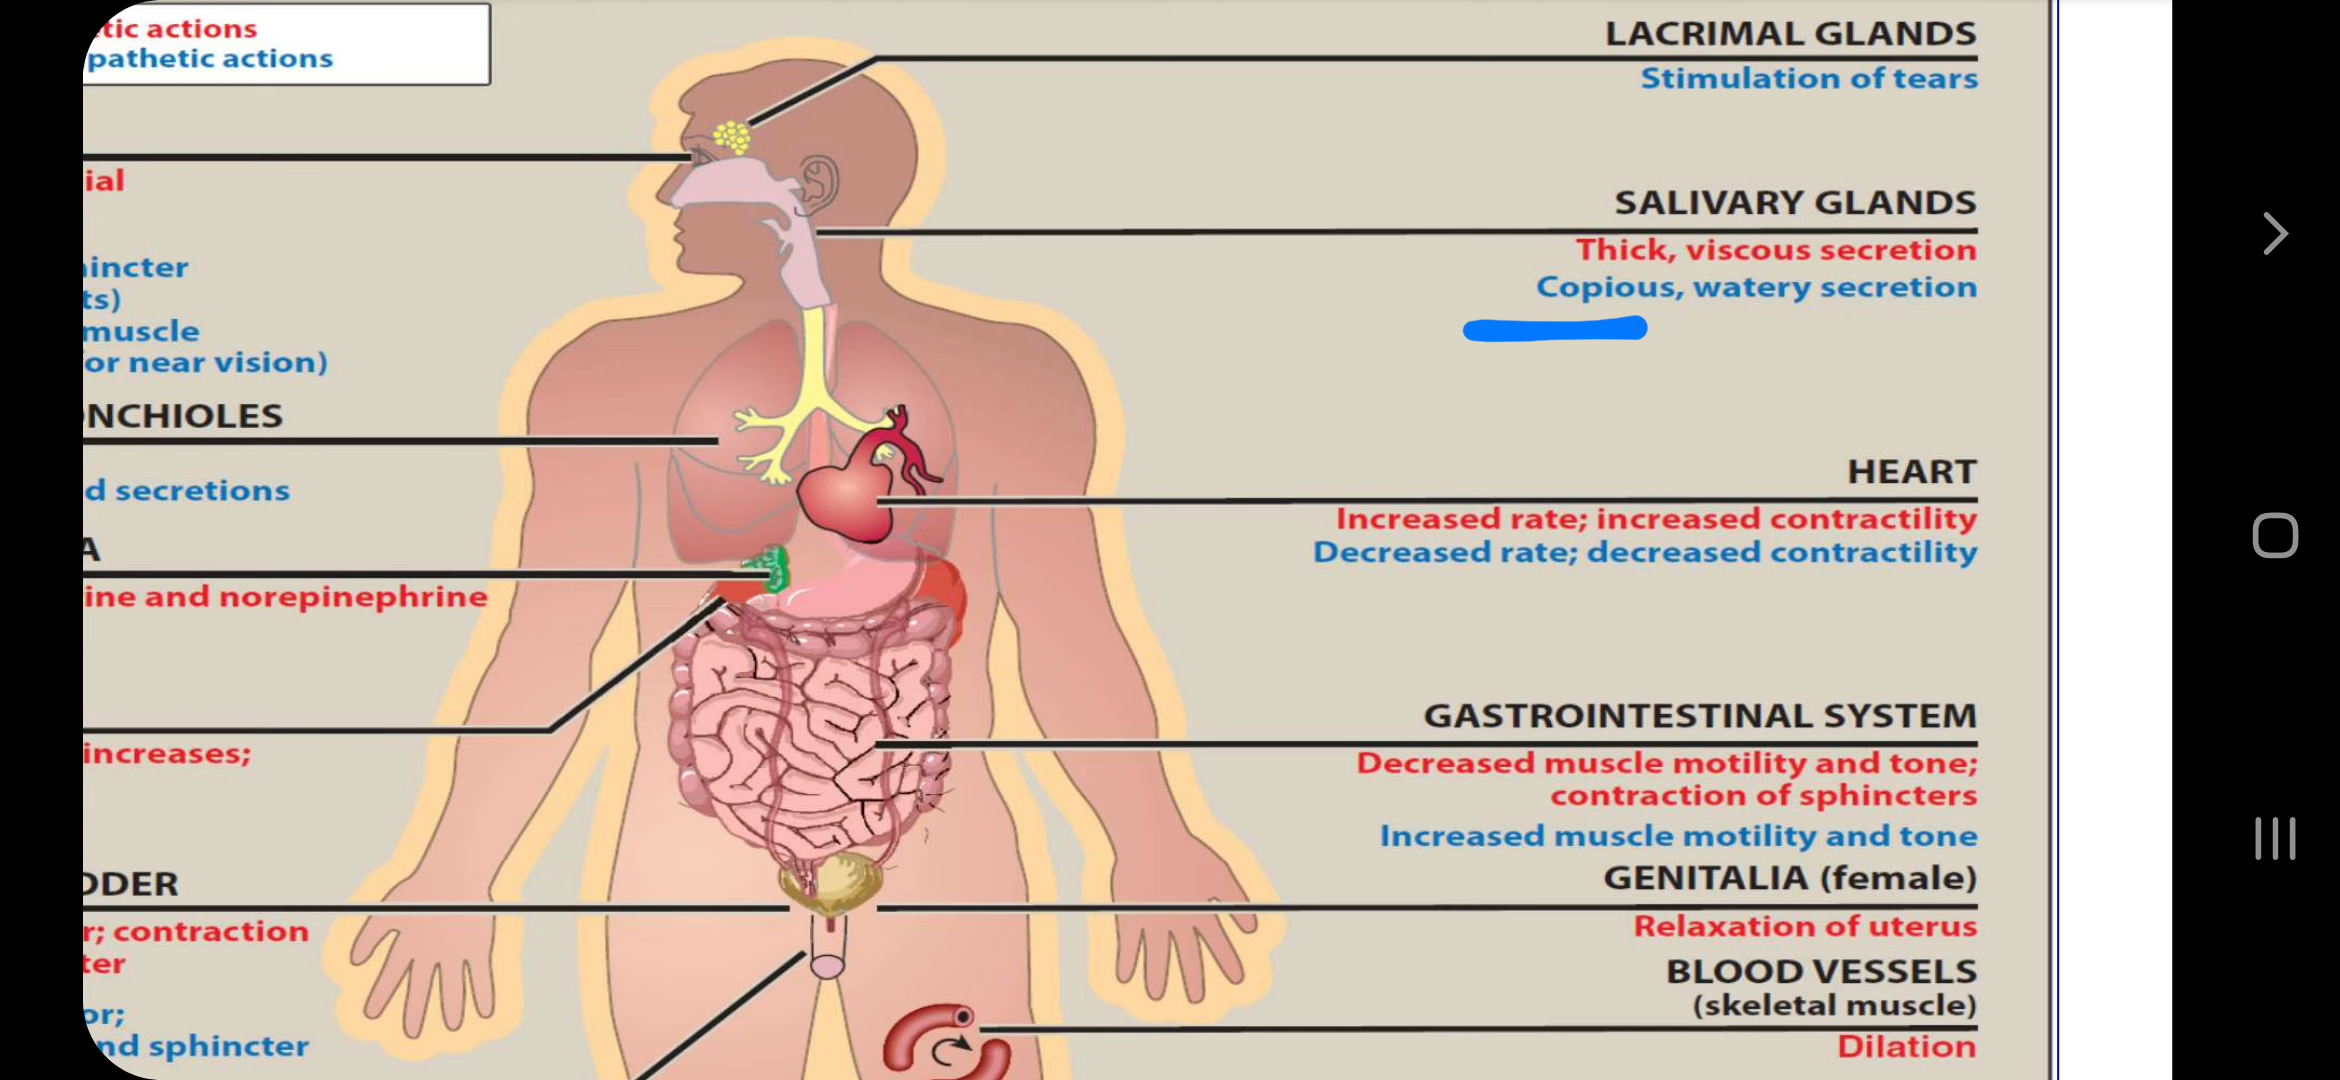 tic actions
pathetic actions
ial
incter
ts)
muscle
or near vision)
NCHIOLES
d secretions
A
ine and norepinephrine
increases;
DDER
r; contraction
ter
or;
nd sphincter
LACRIMAL GLANDS
Stimulation of tears
SALIVARY GLANDS
Thick, viscous secretion
Copious, watery secretion
HEART
Increased rate; increased contractility
Decreased rate; decreased contractility
GASTROINTESTINAL SYSTEM
Decreased muscle motility and tone;
contraction of sphincters
Increased muscle motility and tone
GENITALIA (female)
Relaxation of uterus
BLOOD VESSELS
(skeletal muscle)
Dilation